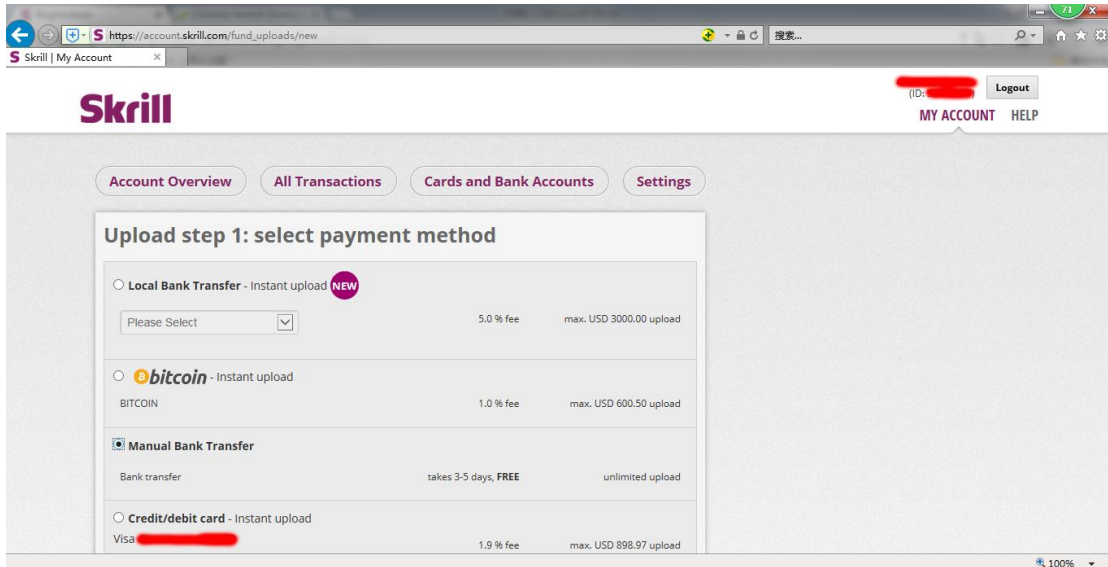 71
https://account.skrill.com/fund_uploads/new
搜索...
S Skrill | My Account
(ID:
Logout
Skrill
MY ACCOUNT HELP
Account Overview All Transactions Cards and Bank Accounts Settings
Upload step 1: select payment method
Local Bank Transfer - Instant upload NEW
Please Select 5.0 % fee max. USD 3000.00 upload
bitcoin - Instant upload
BITCOIN 1.0 % fee max. USD 600.50 upload
Manual Bank Transfer
Bank transfer takes 3-5 days, FREE unlimited upload
Credit/debit card - Instant upload
Visa
1.9 % fee max. USD 898.97 upload
100%